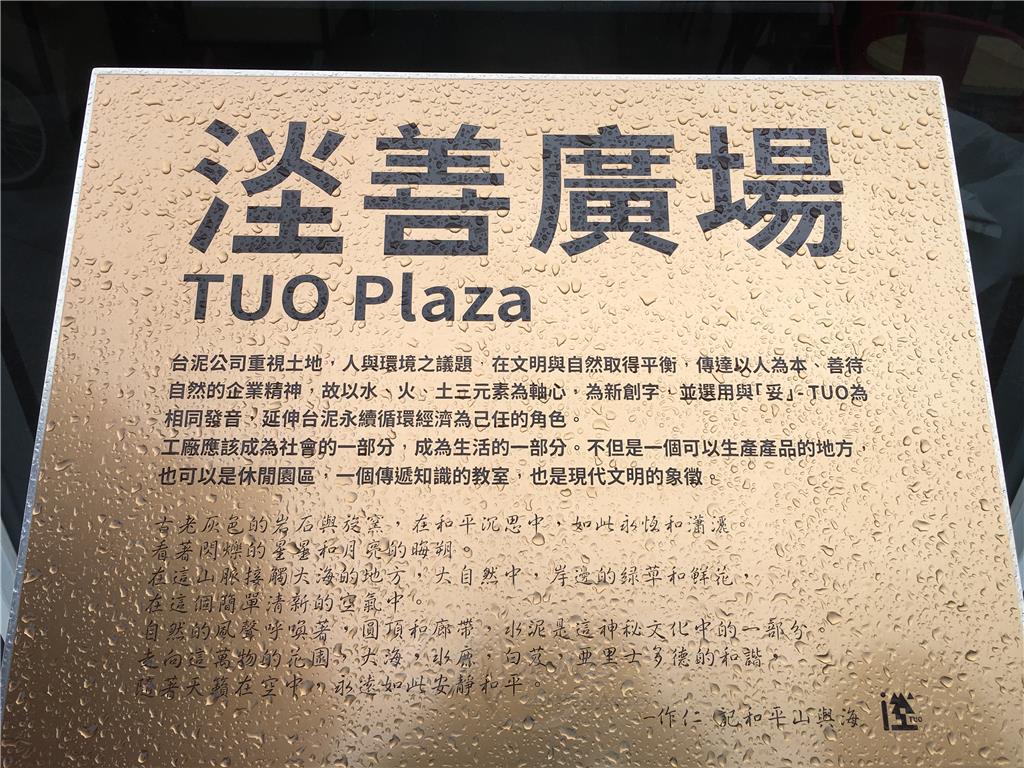 善廣場
TUO Plaza
台泥公司重視土地，人與環境之議題，在文明與自然取得平衡，傳達以人為本、善待
自然的企業精神，故以水、火、土三元素為軸心，為新創字，並選用與「妥」- TUO為
相同發音，延伸台泥永續循環經濟為己任的角色。
工廠應該成為社會的一部分，成為生活的一部分。不但是一個可以生產產品的地方，
也可以是休閒園區，一個傳遞知識的教室，也是現代文明的象徵。
古老灰色的岩石與旋窯，在和平沉思中，如此永恆和瀟灑。
看著閃爍的星星和月亮的晦朔。
在這山脈接觸大海的地方，大自然中，岸邊的绿草和鮮花，
在這個簡單清新的空氣中。
自然的風聲呼喚著，圓頂和廊帶，水泥是這神秘文化中的一部分。
走向這萬物的花園，大海，白，亞里士多德的和諧，
隨著天籟在空中，永遠如此安靜和平。
-作仁 記和平山與海
TUO